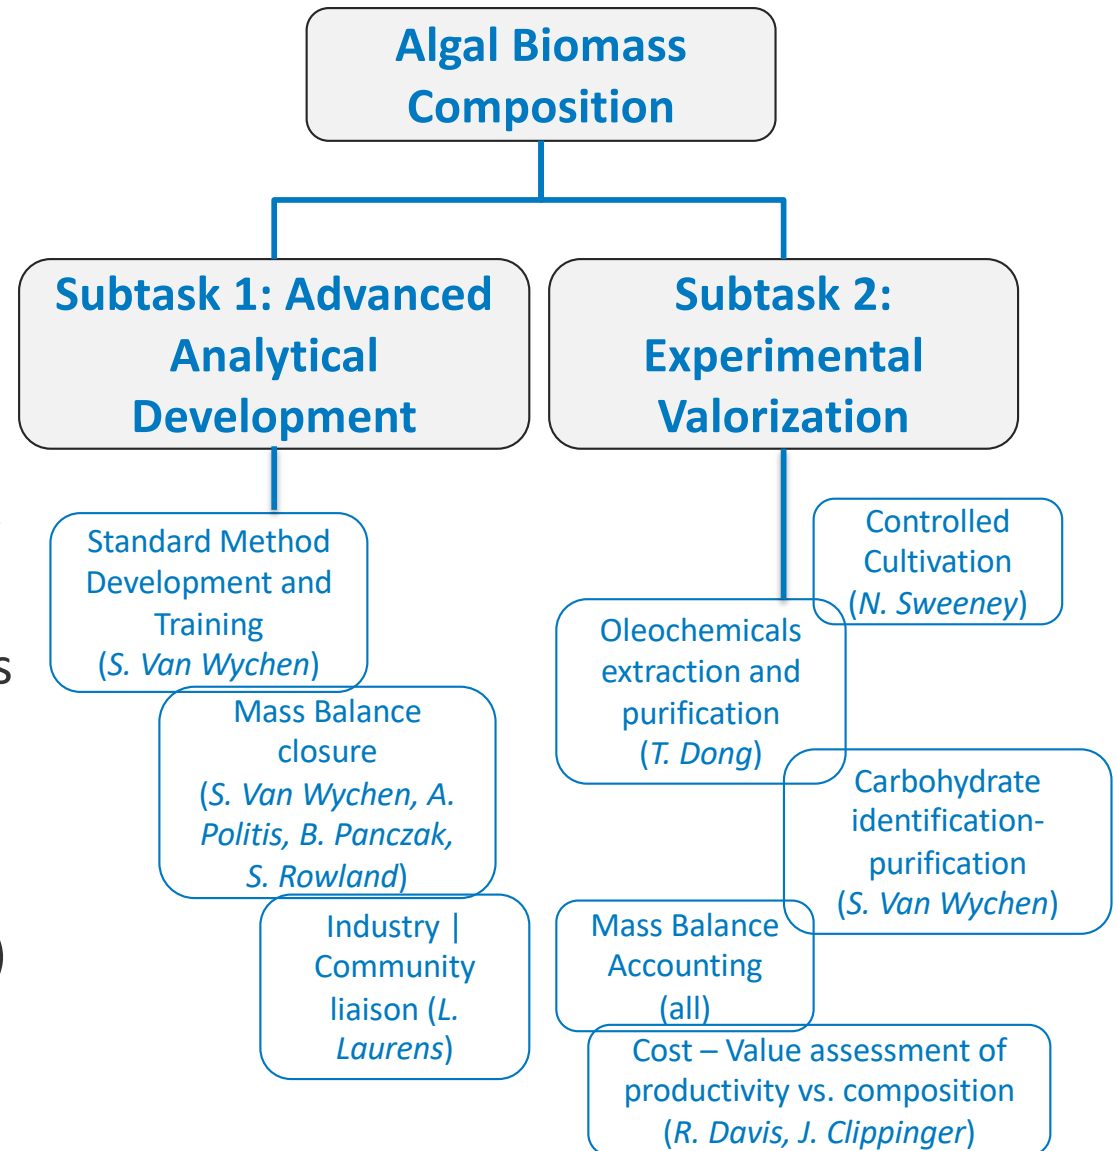 Algal Biomass
Composition
Subtask 1: Advanced
Analytical
Development
Subtask 2:
Experimental
Valorization
Standard Method
Development and
Training
(S. Van Wychen)
s
Mass Balance
closure
(S. Van Wychen, A.
Politis, B. Panczak,
S. Rowland)
)
Industry |
Community
liaison (L.
Laurens)
Controlled
Cultivation
(N. Sweeney)
Oleochemicals
extraction and
purification
(T. Dong)
Carbohydrate
identification-
purification
(S. Van Wychen)
Mass Balance
Accounting
(all)
Cost – Value assessment of
productivity vs. composition
(R. Davis, J. Clippinger)